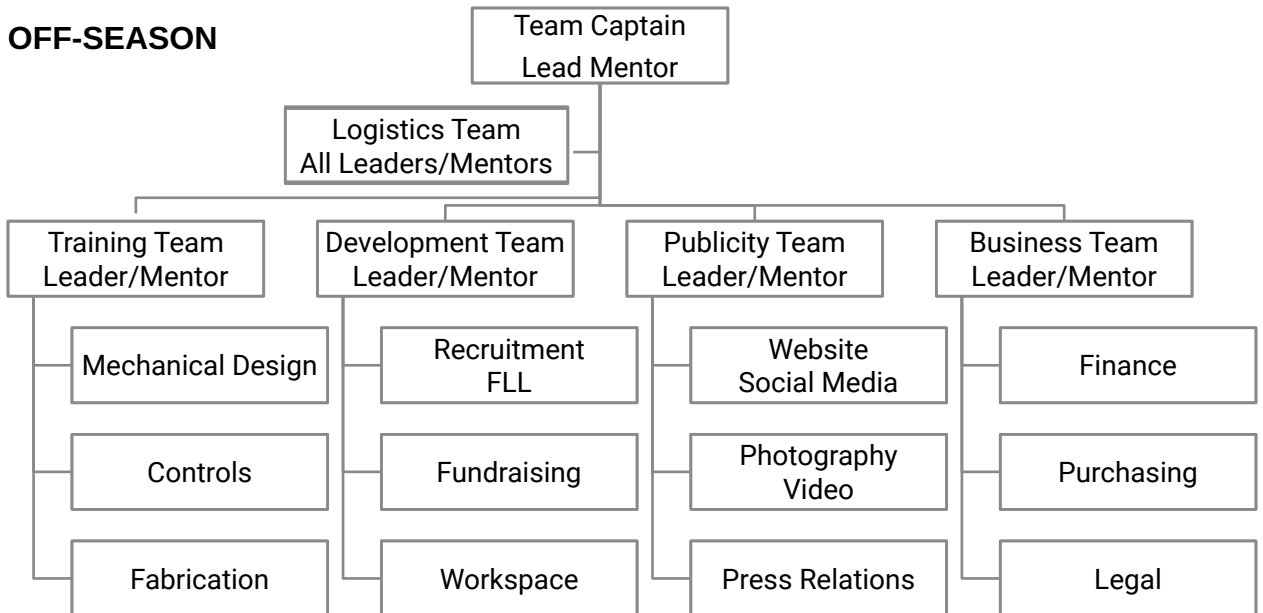 OFF-SEASON
Team Captain
Lead Mentor
Logistics Team
All Leaders/Mentors
Training Team
Leader/Mentor
Development Team
Leader/Mentor
Publicity Team
Leader/Mentor
Business Team
Leader/Mentor
Mechanical Design
Recruitment
FLL
Website
Social Media
Finance
Controls
Fundraising
Photography
Video
Purchasing
Fabrication
Workspace
Press Relations
Legal